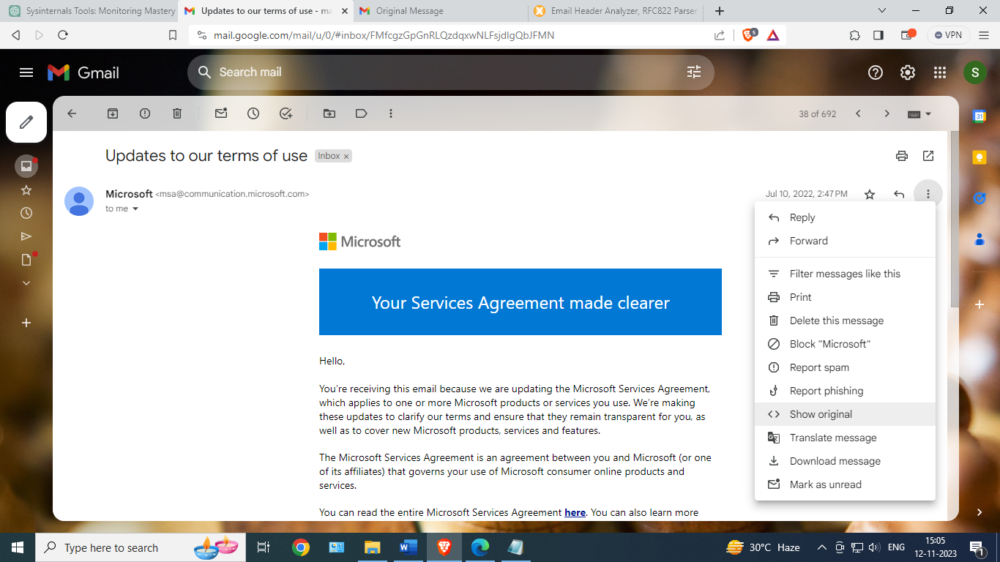 Sysinternals Tools: Monitoring Mastery
Updates to our terms of use - ma
Original Message
Email Header Analyzer, RFC822 Parser
mail.google.com/mail/u/0/#inbox/FMfcgzGpGnRLQzdqxwNLFsjdlgQbJFMN
5
VPN
Gmail
Search mail
S
38 of 692
31
Updates to our terms of use
Inbox ×
Microsoft <msa@communication.microsoft.com>
Jul 10, 2022, 2:47 PM
to me
Reply
Forward
Filter messages like this
Print
Delete this message
Block "Microsoft"
Report spam
Report phishing
Show original
Translate message
Download message
Mark as unread
Microsoft
Your Services Agreement made clearer
Hello,
You're receiving this email because we are updating the Microsoft Services Agreement,
which applies to one or more Microsoft products or services you use. We're making
these updates to clarify our terms and ensure that they remain transparent for you, as
well as to cover new Microsoft products, services and features.
The Microsoft Services Agreement is an agreement between you and Microsoft (or one
of its affiliates) that governs your use of Microsoft consumer online products and
services.
You can read the entire Microsoft Services Agreement here. You can also learn more
Type here to search
30°C Haze
ENG
15:05
12-11-2023
1